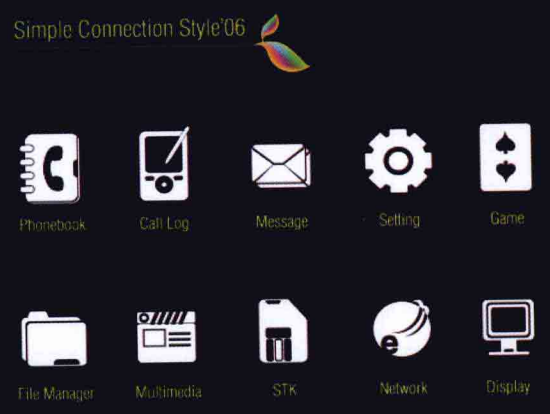 Simple Connection Style'06
Phonebook Call Log Message Setting Game
File Manager Multimedia STK Network Display
e